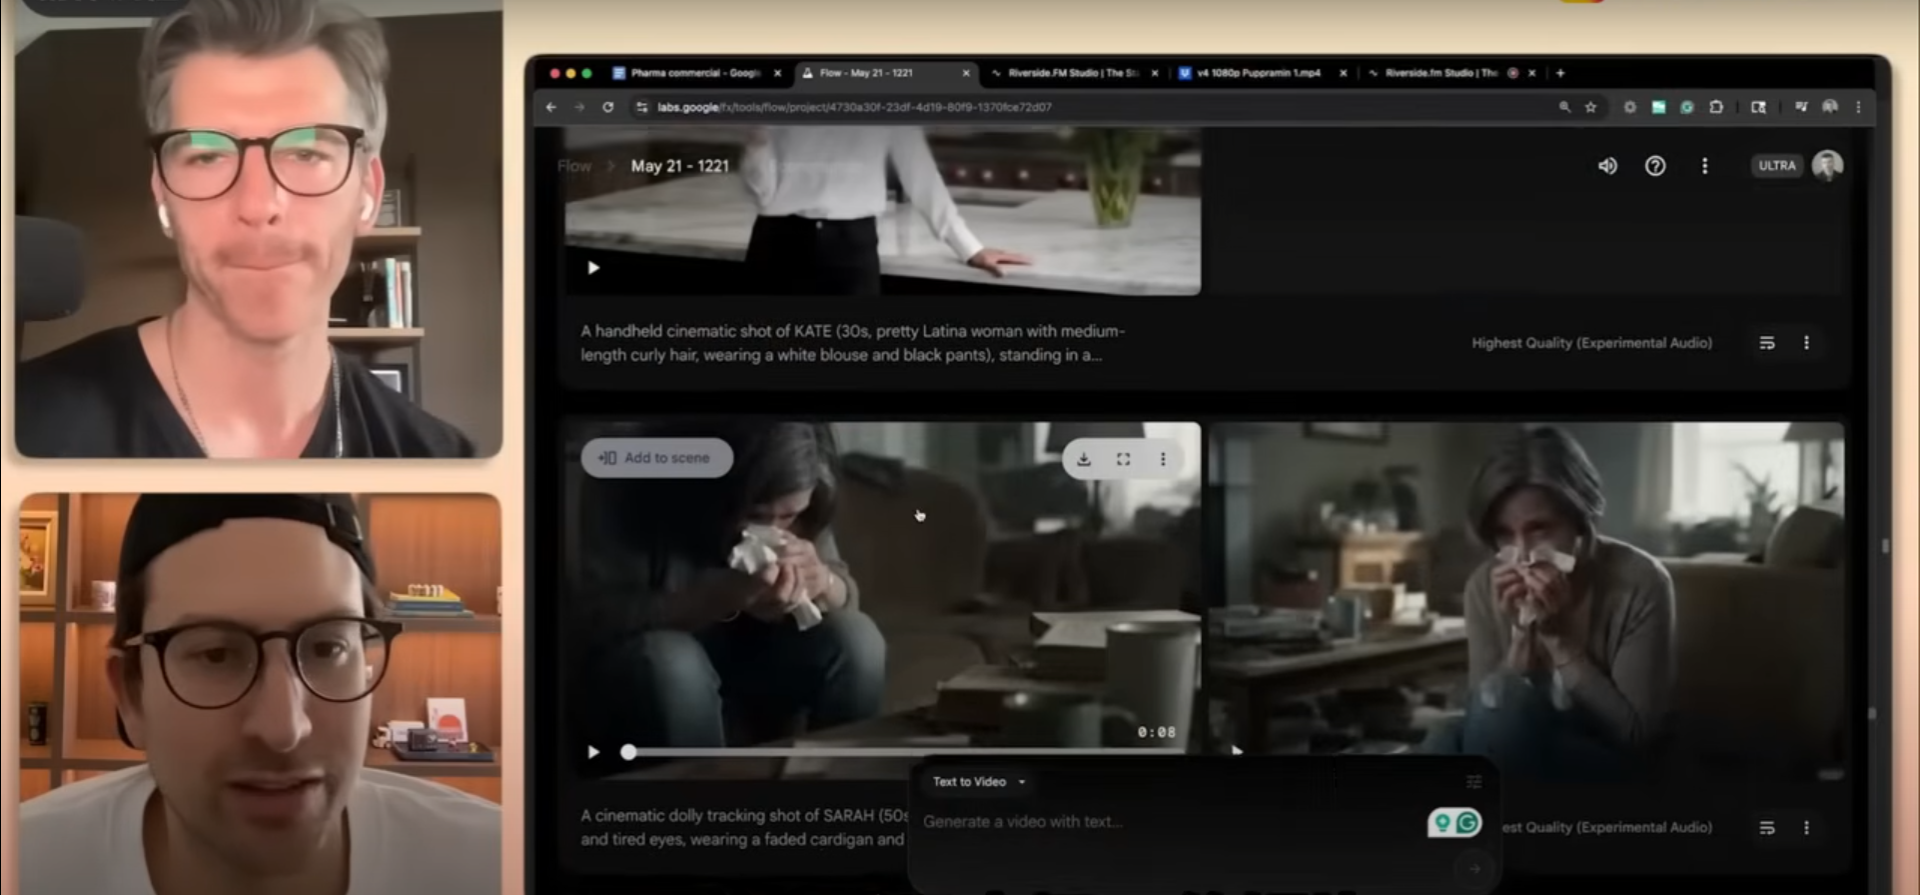 Pharma commercial - Googl
Flow - May 21 - 1221
Riverside.FM Studio | The St
v4 1080p Puppramin 1.mp4
Riverside.fm Studio | The
labs.google/fx/tools/flow/project/4730a30f-23df-4d19-80f9-1370fce72d07
Flow > May 21 - 1221
ULTRA
A handheld cinematic shot of KATE (30s, pretty Latina woman with medium-
length curly hair, wearing a white blouse and black pants), standing in a...
Highest Quality (Experimental Audio)
Add to scene
0:08
Text to Video
Generate a video with text...
A cinematic dolly tracking shot of SARAH (50s
and tired eyes, wearing a faded cardigan and
est Quality (Experimental Audio)